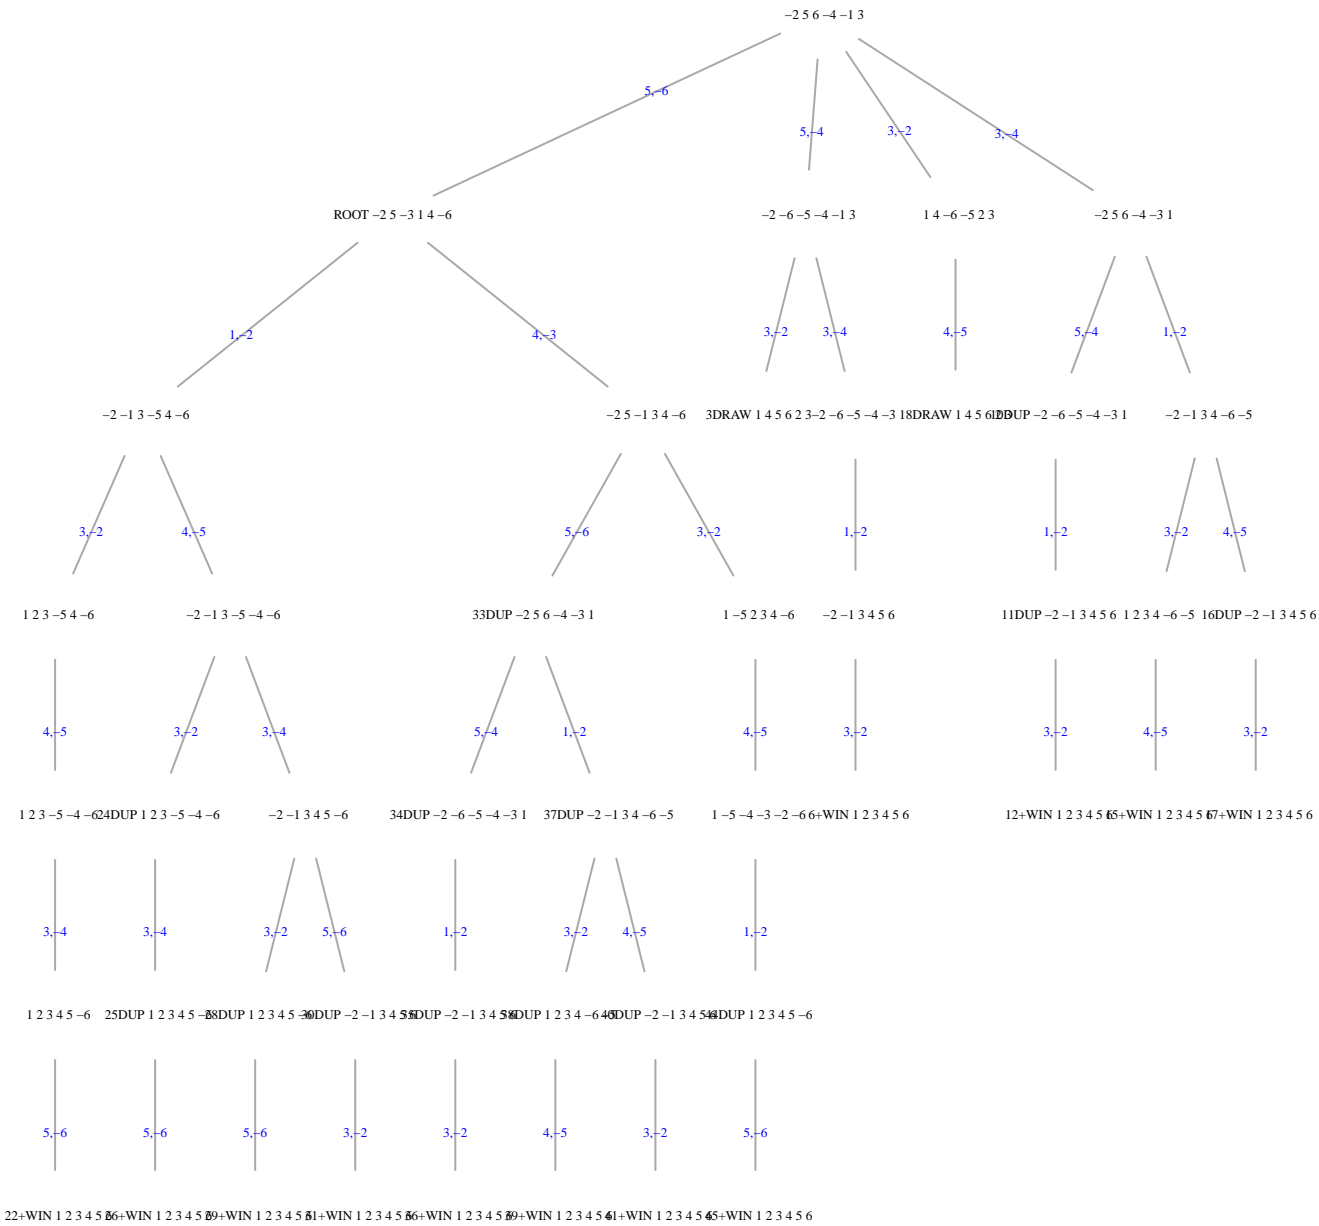 −2 5 6 −4 −1 3
5,−6
5,−4
3,−2
3,−4
ROOT −2 5 −3 1 4 −6
−2 −6 −5 −4 −1 3
1 4 −6 −5 2 3
−2 5 6 −4 −3 1
1,−2
4,−3
3,−2
3,−4
4,−5
5,−4
1,−2
−2 −1 3 −5 4 −6
−2 5 −1 3 4 −6
3DRAW 1 4 5 6 2 3
−2 −6 −5 −4 −3 1
8DRAW 1 4 5 6 2 3
10DUP −2 −6 −5 −4 −3 1
−2 −1 3 4 −6 −5
3,−2
4,−5
5,−6
3,−2
1,−2
1,−2
3,−2
4,−5
1 2 3 −5 4 −6
−2 −1 3 −5 −4 −6
33DUP −2 5 6 −4 −3 1
1 −5 2 3 4 −6
−2 −1 3 4 5 6
11DUP −2 −1 3 4 5 6
1 2 3 4 −6 −5
16DUP −2 −1 3 4 5 6
4,−5
3,−2
3,−4
5,−4
1,−2
4,−5
3,−2
3,−2
4,−5
3,−2
1 2 3 −5 −4 −6
24DUP 1 2 3 −5 −4 −6
−2 −1 3 4 5 −6
34DUP −2 −6 −5 −4 −3 1
37DUP −2 −1 3 4 −6 −5
1 −5 −4 −3 −2 −6
6+WIN 1 2 3 4 5 6
12+WIN 1 2 3 4 5 6
15+WIN 1 2 3 4 5 6
17+WIN 1 2 3 4 5 6
3,−4
3,−4
3,−2
5,−6
1,−2
3,−2
4,−5
1,−2
1 2 3 4 5 −6
25DUP 1 2 3 4 5 −6
28DUP 1 2 3 4 5 −6
30DUP −2 −1 3 4 5 6
35DUP −2 −1 3 4 5 6
38DUP 1 2 3 4 −6 −5
40DUP −2 −1 3 4 5 6
44DUP 1 2 3 4 5 −6
5,−6
5,−6
5,−6
3,−2
3,−2
4,−5
3,−2
5,−6
22+WIN 1 2 3 4 5 6
26+WIN 1 2 3 4 5 6
29+WIN 1 2 3 4 5 6
31+WIN 1 2 3 4 5 6
36+WIN 1 2 3 4 5 6
39+WIN 1 2 3 4 5 6
41+WIN 1 2 3 4 5 6
45+WIN 1 2 3 4 5 6